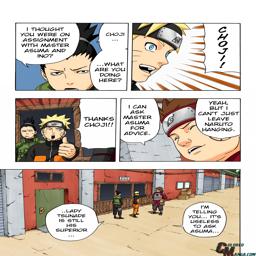 I THOUGHT
YOU WERE ON
ASSIGNMENT
WITH MASTER
ASUMA AND
INO?
CHOJI
...
...WHAT
ARE YOU
DOING
HERE?
CHOJI!
YEAH,
BUT I
CAN'T JUST
LEAVE
NARUTO
HANGING.
I CAN
ASK
MASTER
ASUMA
FOR
ADVICE.
THANKS
CHOJI!!
I'M
TELLING
YOU... IT'S
USELESS
TO ASK
ASUMA...
...LADY
TSUNADE
IS STILL
HIS
SUPERIOR
...
COLORED